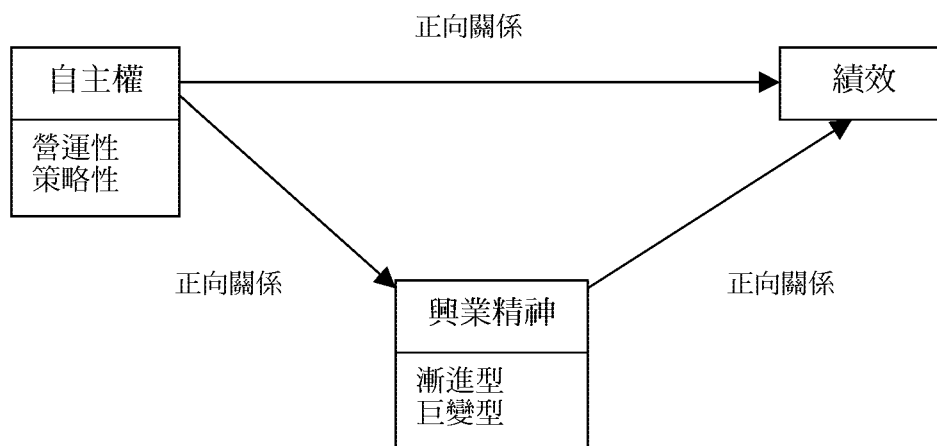 正向關係
自主權
績效
營運性
策略性
正向關係
正向關係
興業精神
漸進型
巨變型